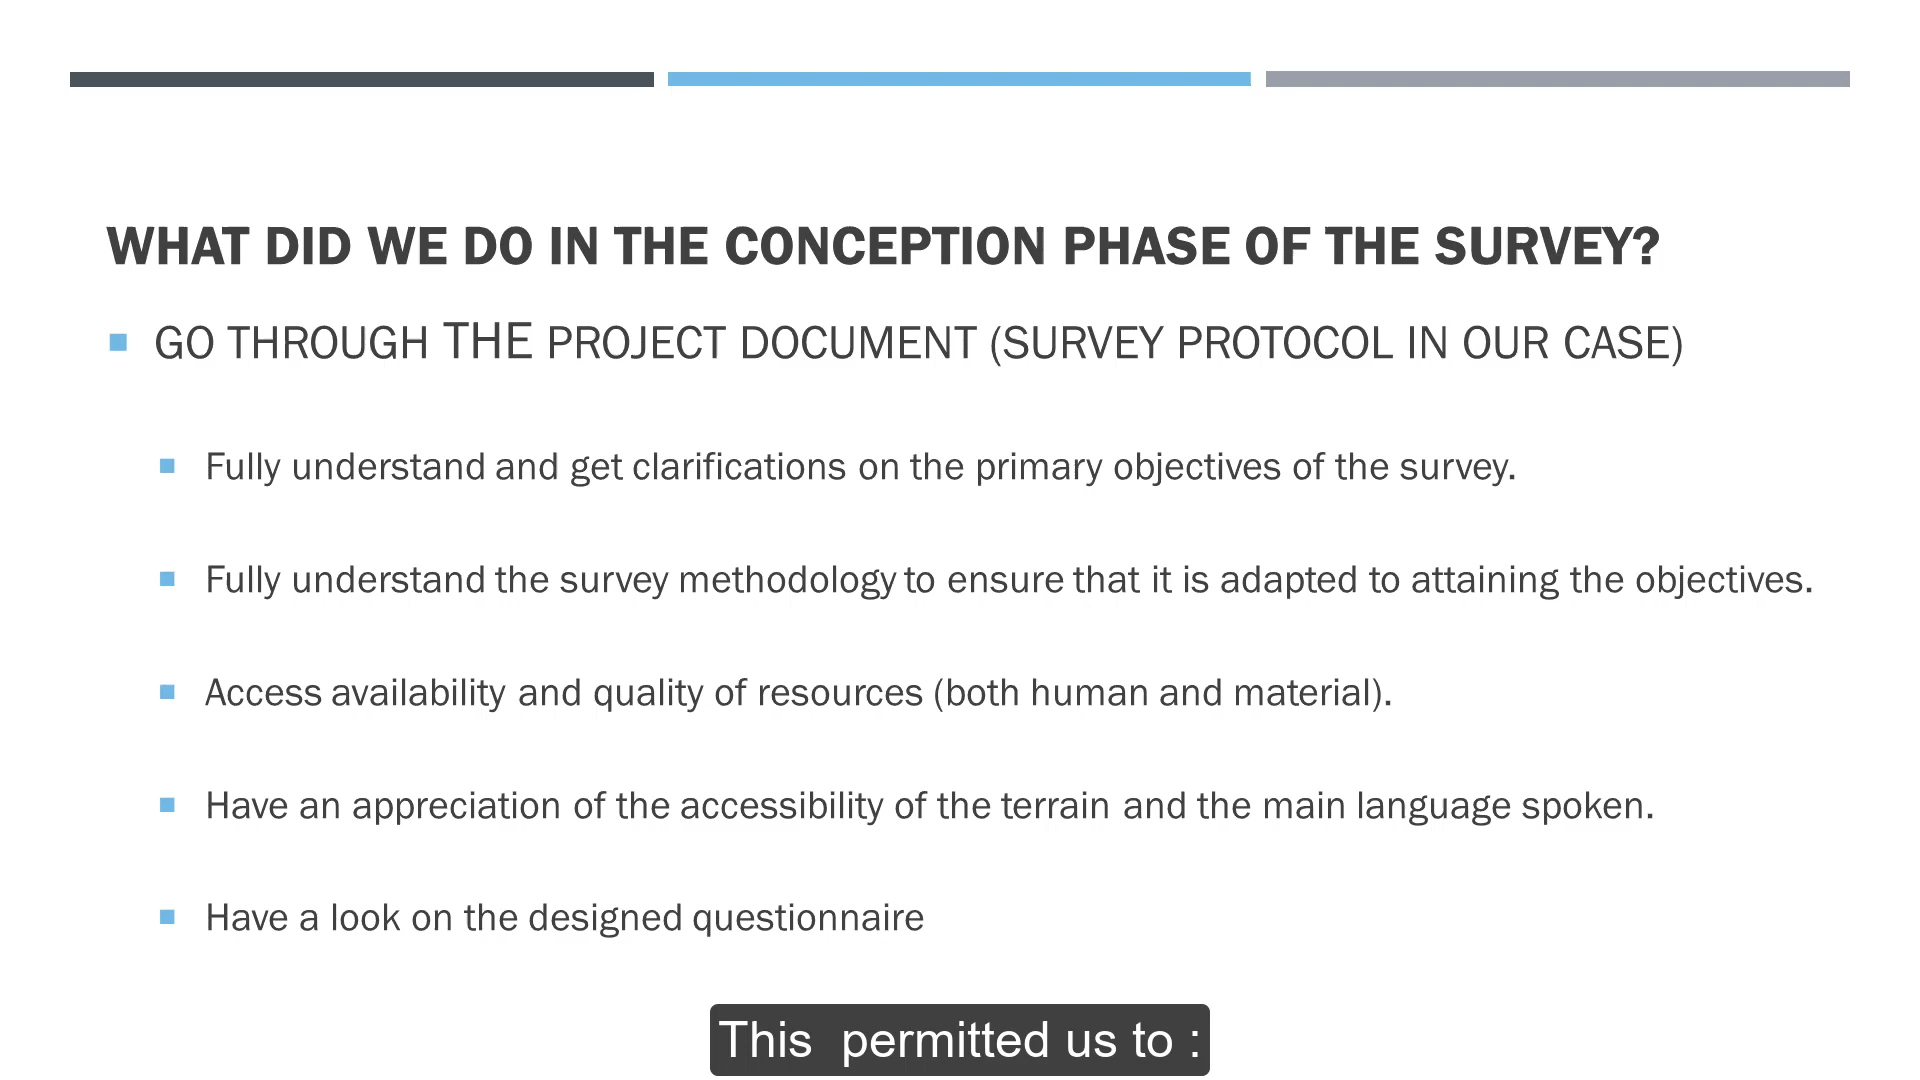 WHAT DID WE DO IN THE CONCEPTION PHASE OF THE SURVEY?
GO THROUGH THE PROJECT DOCUMENT (SURVEY PROTOCOL IN OUR CASE)
Fully understand and get clarifications on the primary objectives of the survey.
Fully understand the survey methodology to ensure that it is adapted to attaining the objectives.
Access availability and quality of resources (both human and material).
Have an appreciation of the accessibility of the terrain and the main language spoken.
Have a look on the designed questionnaire
This  permitted us to :